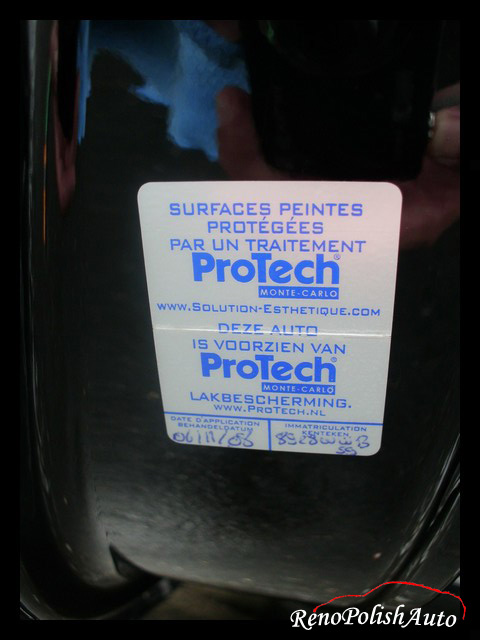 SURFACES PEINTES
PROTÉGÉES
PAR UN TRAITEMENT
PROTECH®
MONTE-CARLO
WWW.SOLUTION-ESTHETIQUE.COM
DEZE AUTO
IS VOORZIEN VAN
PROTECH®
MONTE-CARLO
LAKBESCHERMING.
WWW.PROTECH.NL
DATE D'APPLICATION
BEHANDELDATUM
IMMATRICULATION
KENTEKEN
RenoPolishAuto